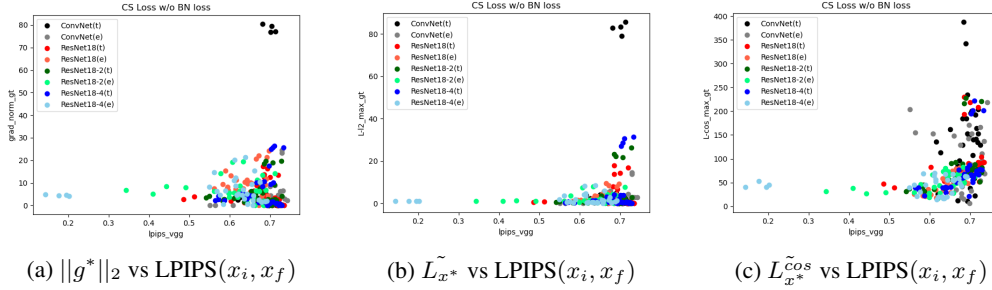 CS Loss w/o BN loss
grad_norm_gt
80
70
60
50
40
30
20
10
0
ConvNet(t)
ConvNet(e)
ResNet18(t)
ResNet18(e)
ResNet18-2(t)
ResNet18-2(e)
ResNet18-4(t)
ResNet18-4(e)
0.2 0.3 0.4 0.5 0.6 0.7
lpips_vgg
(a) ||g*||₂ vs LPIPS(xᵢ, x_f)
CS Loss w/o BN loss
L-l2_max_gt
80
60
40
20
0
ConvNet(t)
ConvNet(e)
ResNet18(t)
ResNet18(e)
ResNet18-2(t)
ResNet18-2(e)
ResNet18-4(t)
ResNet18-4(e)
0.2 0.3 0.4 0.5 0.6 0.7
lpips_vgg
(b) L̃_{x*} vs LPIPS(xᵢ, x_f)
CS Loss w/o BN loss
L-cos_max_gt
400
350
300
250
200
150
100
50
0
ConvNet(t)
ConvNet(e)
ResNet18(t)
ResNet18(e)
ResNet18-2(t)
ResNet18-2(e)
ResNet18-4(t)
ResNet18-4(e)
0.2 0.3 0.4 0.5 0.6 0.7
lpips_vgg
(c) L̃^{cos}_{x*} vs LPIPS(xᵢ, x_f)